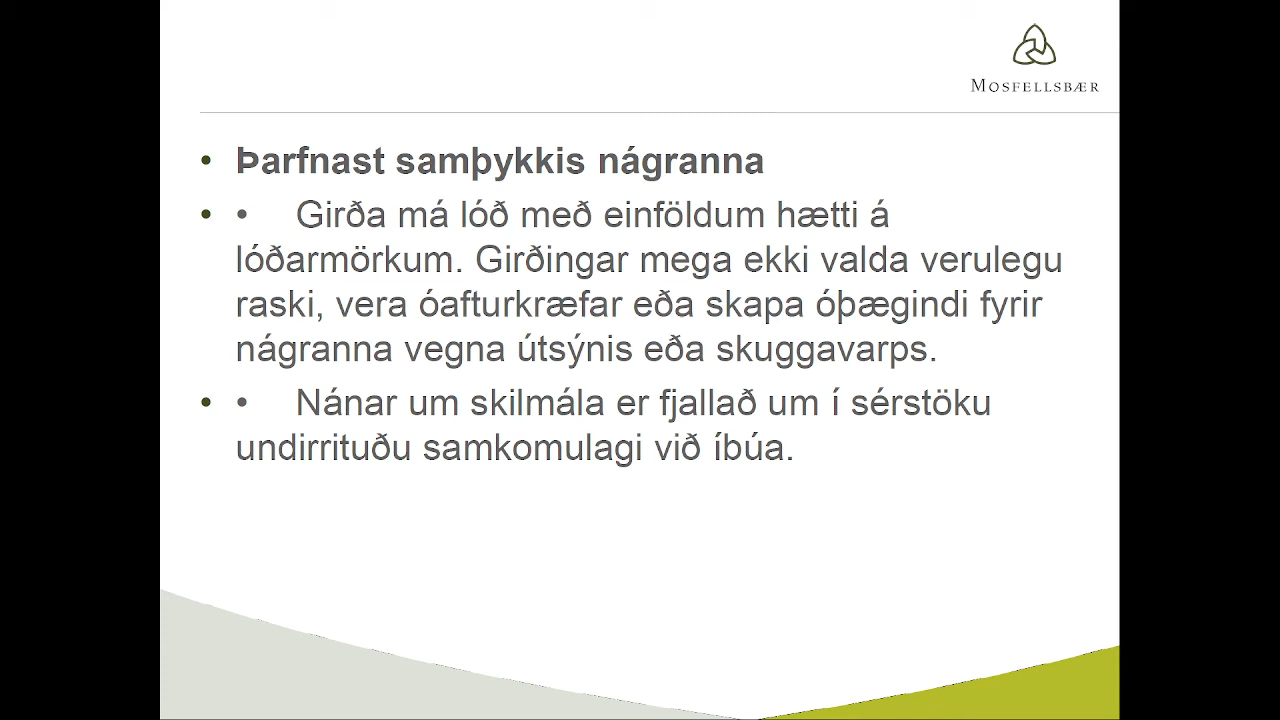 MOSFELLSBÆR
• Þarfnast samþykkis nágranna
• • Girða má lóð með einföldum hætti á
lóðarmörkum. Girðingar mega ekki valda verulegu
raski, vera óafturkræfar eða skapa óþægindi fyrir
nágranna vegna útsýnis eða skuggavarps.
• • Nánar um skilmála er fjallað um í sérstöku
undirrituðu samkomulagi við íbúa.